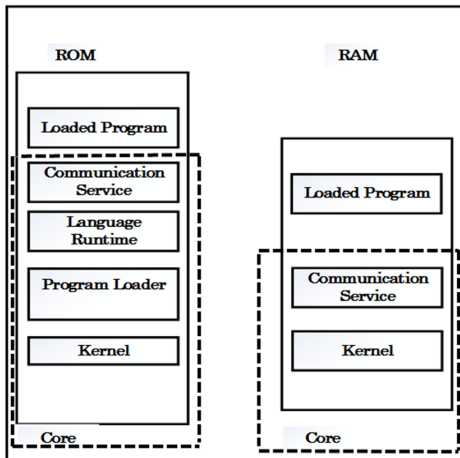 ROM
Loaded Program
Communication
Service
Language
Runtime
Program Loader
Kernel
Core
RAM
Loaded Program
Communication
Service
Kernel
Core